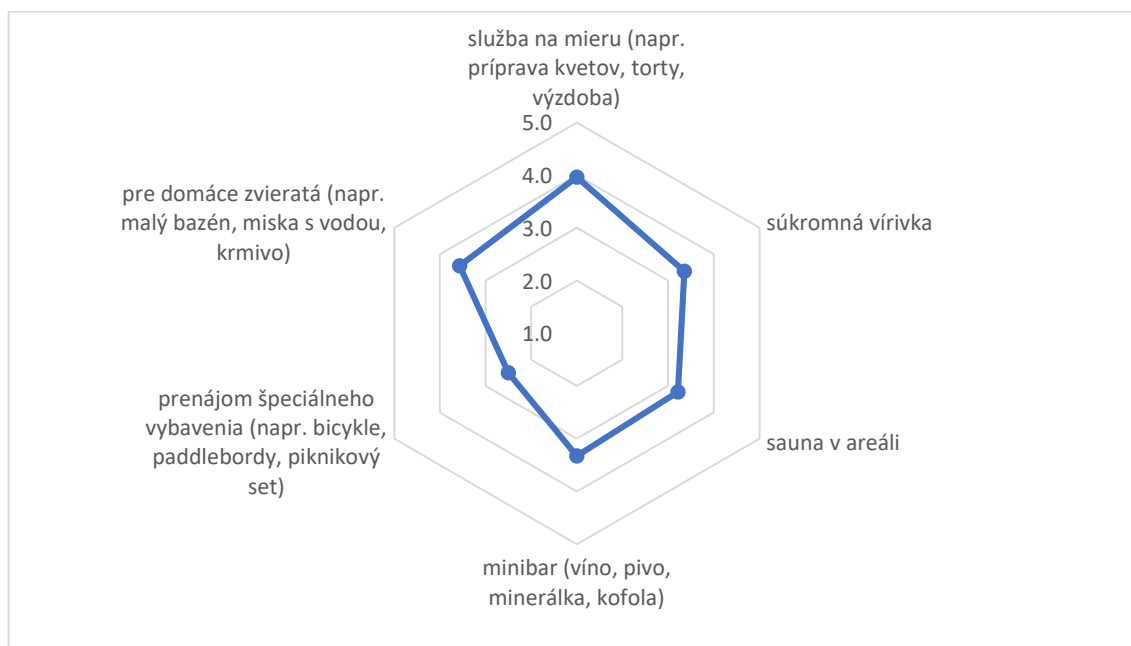 služba na mieru (napr.
príprava kvetov, torty,
výzdoba)
5.0
4.0
3.0
2.0
1.0
súkromná vírivka
sauna v areáli
minibar (víno, pivo,
minerálka, kofola)
prenájom špeciálneho
vybavenia (napr. bicykle,
paddlebordy, piknikový
set)
pre domáce zvieratá (napr.
malý bazén, miska s vodou,
krmivo)